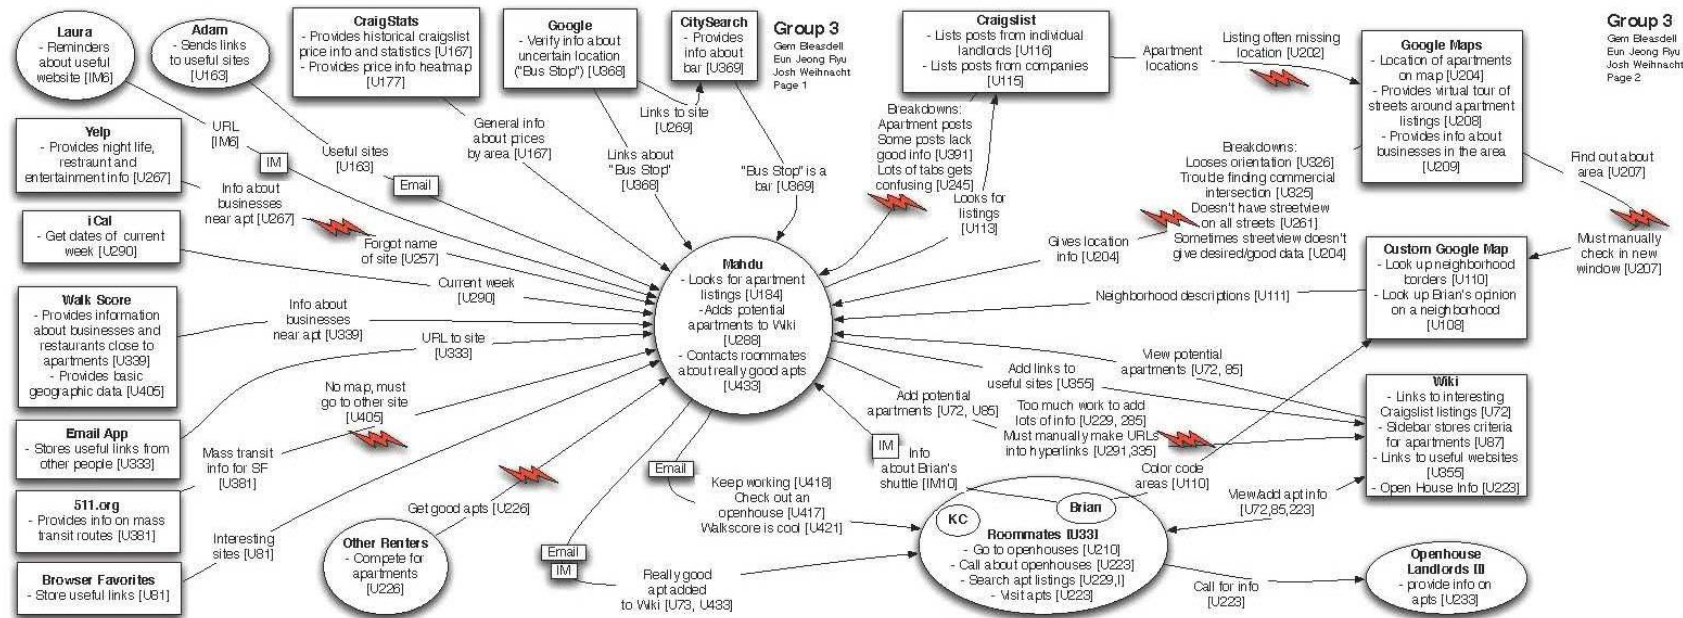 Laura
- Reminders
about useful
website [IM6]
Adam
- Sends links
to useful sites
[U163]
CraigStats
- Provides historical craigslist
price info and statistics [U167]
- Provides price info heatmap
[U177]
Google
- Verify info about
uncertain location
("Bus Stop") [U368]
CitySearch
- Provides
info about
bar [U369]
Group 3
Gem Bleasdell
Eun Jeong Ryu
Josh Weihnacht
Page 1
Craigslist
- Lists posts from individual
landlords [U116]
- Lists posts from companies
[U115]
Apartment
locations
Listing often missing
location [U202]
Google Maps
- Location of apartments
on map [U204]
- Provides virtual tour of
streets around apartment
listings [U208]
- Provides info about
businesses in the area
[U209]
Group 3
Gem Bleasdell
Eun Jeong Ryu
Josh Weihnacht
Page 2
URL
[IM6]
IM
Useful sites
[U163]
Email
General info
about prices
by area [U167]
Links to site
[U269]
Links about
"Bus Stop"
[U368]
"Bus Stop" is a
bar [U369]
Breakdowns:
Apartment posts
Some posts lack
good info [U391]
Lots of tabs gets
confusing [U245]
Looks for
listings
[U113]
Breakdowns:
Looses orientation [U326]
Trouble finding commercial
intersection [U325]
Doesn't have streetview
on all streets [U261]
Sometimes streetview doesn't
give desired/good data [U204]
Gives location
info [U204]
Find out about
area [U207]
Must manually
check in new
window [U207]
Yelp
- Provides night life,
restraunt and
entertainment info [U267]
Info about
businesses
near apt [U267]
Forgot name
of site [U257]
iCal
- Get dates of current
week [U290]
Current week
[U290]
Mahdu
- Looks for apartment
listings [U184]
-Adds potential
apartments to Wiki
[U288]
- Contacts roommates
about really good apts
[U433]
Custom Google Map
- Look up neighborhood
borders [U110]
- Look up Brian's opinion
on a neighborhood
[U108]
Neighborhood descriptions [U111]
Walk Score
- Provides information
about businesses and
restaurants close to
apartments [U339]
- Provides basic
geographic data [U405]
Info about
businesses
near apt [U339]
URL to site
[U333]
No map, must
go to other site
[U405]
View potential
apartments [U72, 85]
Add links to
useful sites [U355]
Add potential
apartments [U72, U85]
Too much work to add
lots of info [U229, 285]
Must manually make URLs
into hyperlinks [U291,335]
Wiki
- Links to interesting
Craigslist listings [U72]
- Sidebar stores criteria
for apartments [U87]
- Links to useful websites
[U355]
- Open House Info [U223]
Email App
- Stores useful links from
other people [U333]
Mass transit
info for SF
[U381]
511.org
- Provides info on mass
transit routes [U381]
Interesting
sites [U81]
Browser Favorites
- Store useful links [U81]
Get good apts [U226]
Other Renters
- Compete for
apartments
[U226]
Email
Keep working [U418]
Check out an
openhouse [U417]
Walkscore is cool [U421]
IM
Info
about Brian's
shuttle [IM10]
Color code
areas [U110]
View/add apt info
[U72,85,223]
Email
IM
Really good
apt added
to Wiki [U73, U433]
KC
Brian
Roommates [U33]
- Go to openhouses [U210]
- Call about openhouses [U223]
- Search apt listings [U229,I]
- Visit apts [U223]
Call for info
[U223]
Openhouse
Landlords [I]
- provide info on
apts [U233]